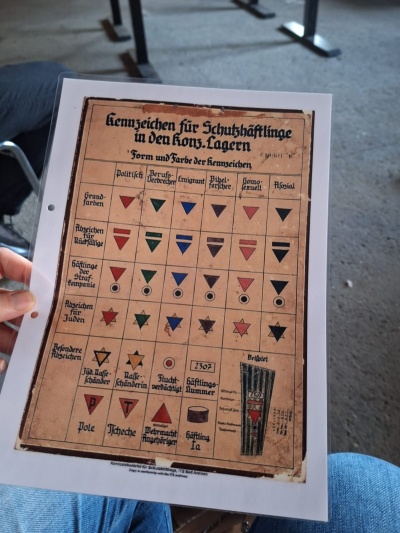 Kennzeichen für Schutzhäftlinge
in den Konz. Lagern
Form und Farbe der Kennzeichen
Politisch
Berufs-
Verbrecher
Emigrant
Bibel-
forscher
Homo-
sexuell
Asozial
Grund-
farben
Abzeichen
für
Rückfällige
Häftlinge
der
Straf-
kompanie
Abzeichen
für
Juden
Besondere
Abzeichen
Jüd. Rasse-
schänder
Rasse-
schänderin
Flucht-
verdächtigt
2307
Häftlings-
Nummer
Beispiel
P
Pole
T
Tscheche
Wehrmacht
Angehöriger
Häftling
Ia